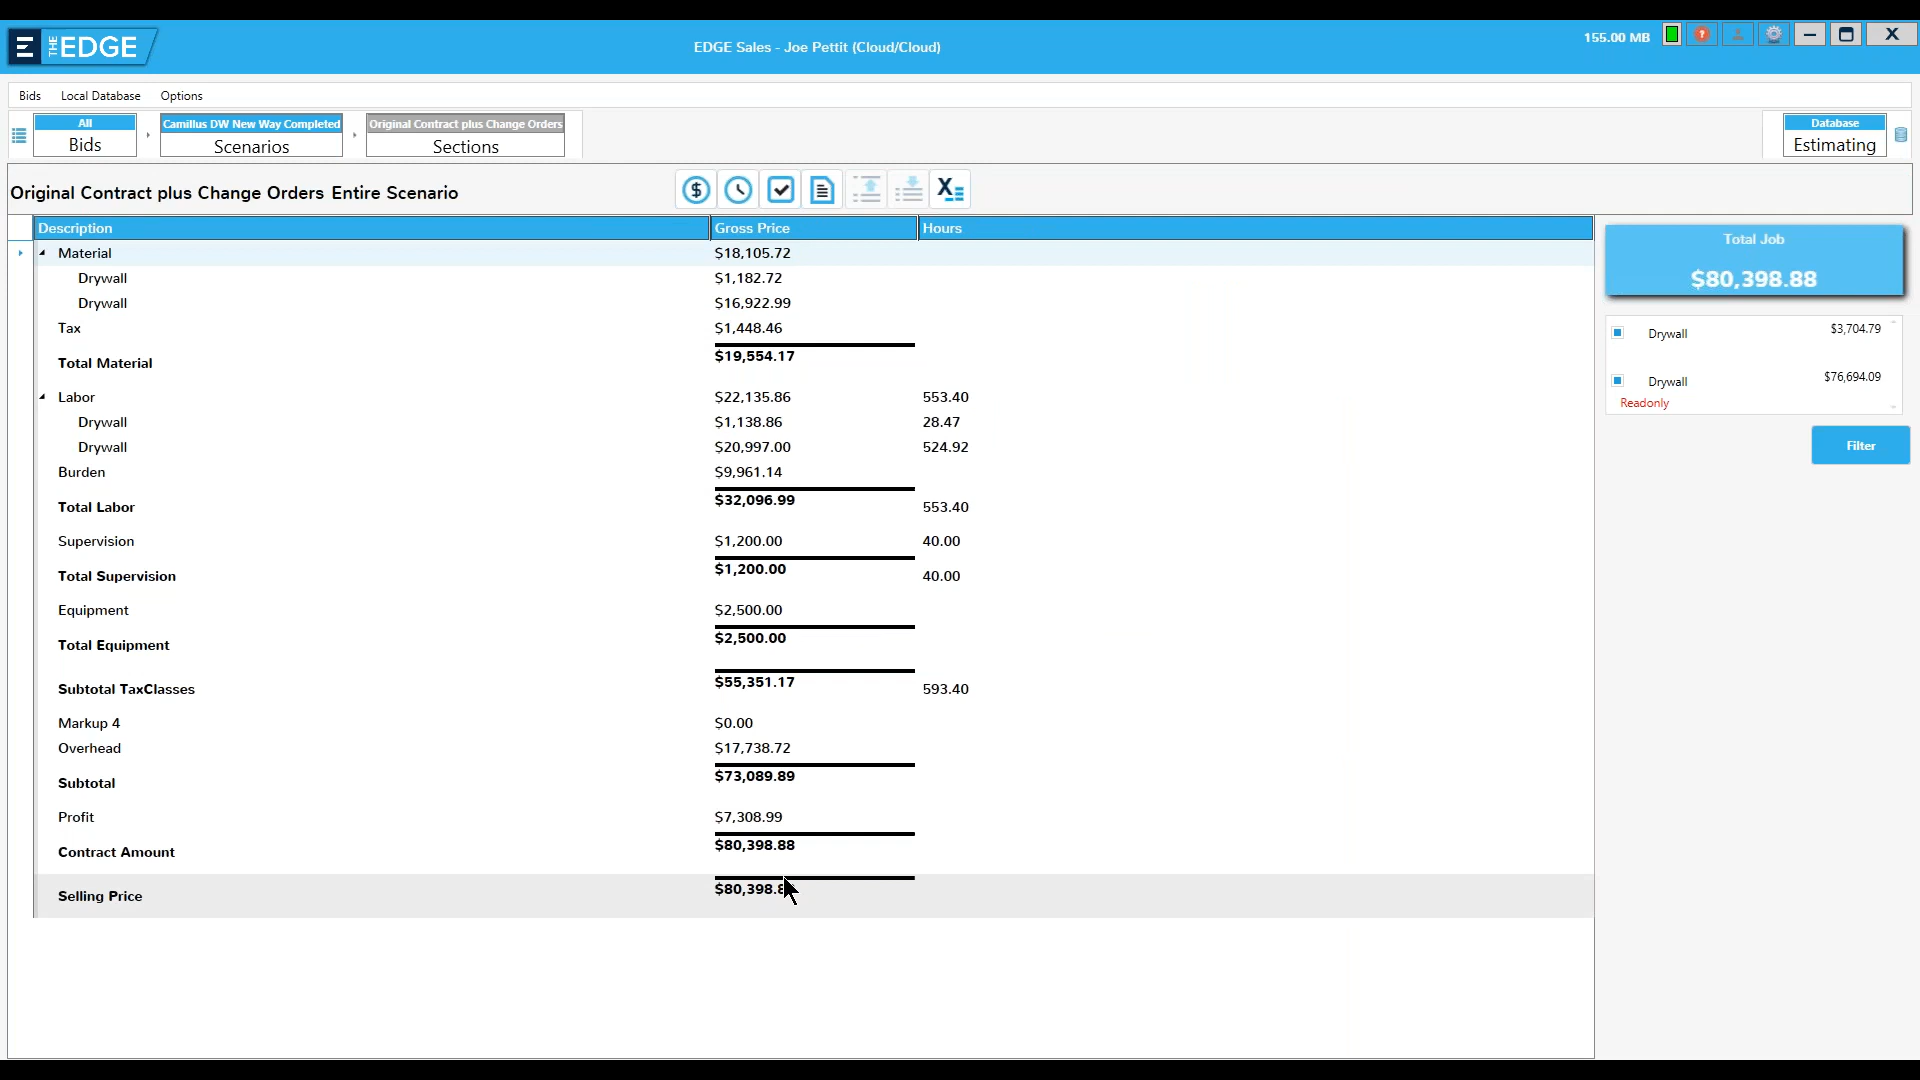 THE EDGE
EDGE Sales - Joe Pettit (Cloud/Cloud)
155.00 MB
Bids Local Database Options
All
Bids
Camillus DW New Way Completed
Scenarios
Original Contract plus Change Orders
Sections
Database
Estimating
Original Contract plus Change Orders Entire Scenario
Description Gross Price Hours
Material $18,105.72
Drywall $1,182.72
Drywall $16,922.99
Tax $1,448.46
Total Material $19,554.17
Labor $22,135.86 553.40
Drywall $1,138.86 28.47
Drywall $20,997.00 524.92
Burden $9,961.14
Total Labor $32,096.99 553.40
Supervision $1,200.00 40.00
Total Supervision $1,200.00 40.00
Equipment $2,500.00
Total Equipment $2,500.00
Subtotal TaxClasses $55,351.17 593.40
Markup 4 $0.00
Overhead $17,738.72
Subtotal $73,089.89
Profit $7,308.99
Contract Amount $80,398.88
Selling Price
Total Job
$80,398.88
Drywall $3,704.79
Drywall $76,694.09
Readonly
Filter